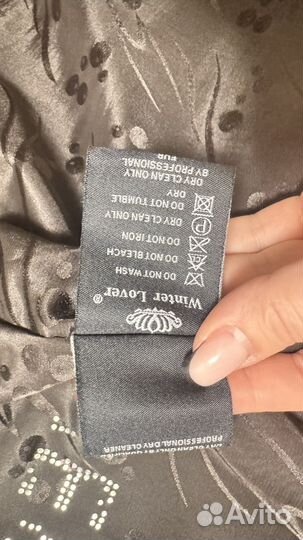 Winter Lover®
DO NOT WASH
DO NOT BLEACH
DO NOT IRON
DRY CLEAN ONLY
DO NOT TUMBLE
DRY
DRY CLEAN ONLY
BY PROFESSIONAL
FUR
PROFESSIONAL DRY CLEANER
Avito